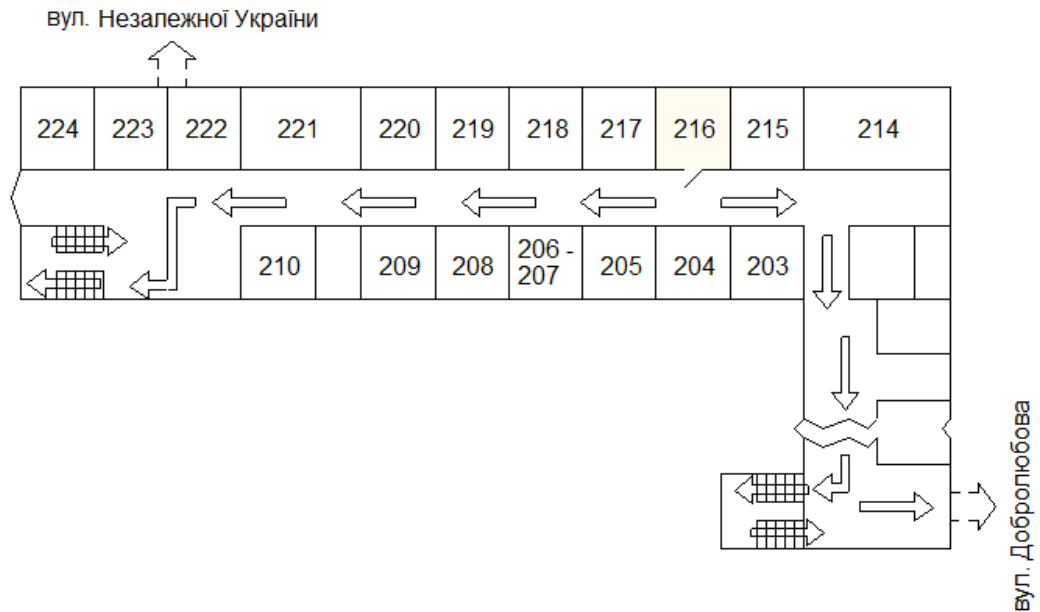 вул. Незалежної України
224 223 222 221 220 219 218 217 216 215 214
210 209 208 206 - 207 205 204 203
вул. Добролюбова